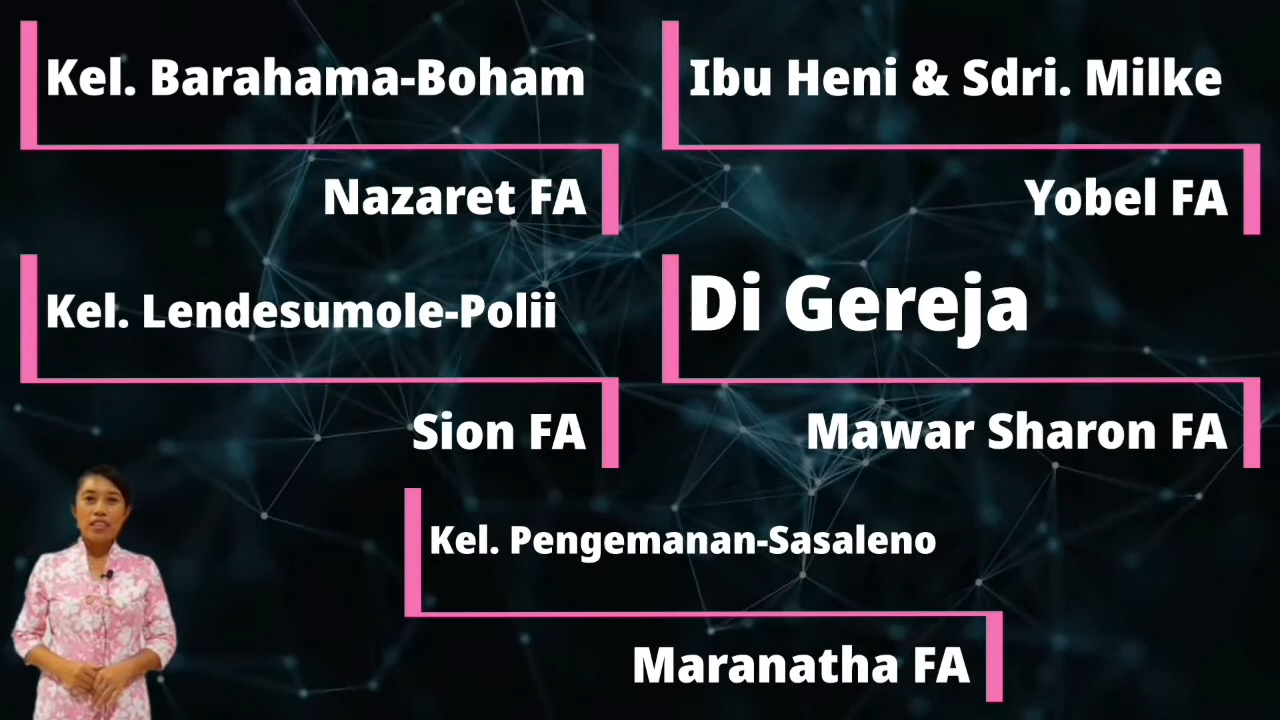 Kel. Barahama-Boham
Nazaret FA
Ibu Heni & Sdri. Milke
Yobel FA
Kel. Lendesumole-Polii
Sion FA
Di Gereja
Mawar Sharon FA
Kel. Pengemanan-Sasaleno
Maranatha FA